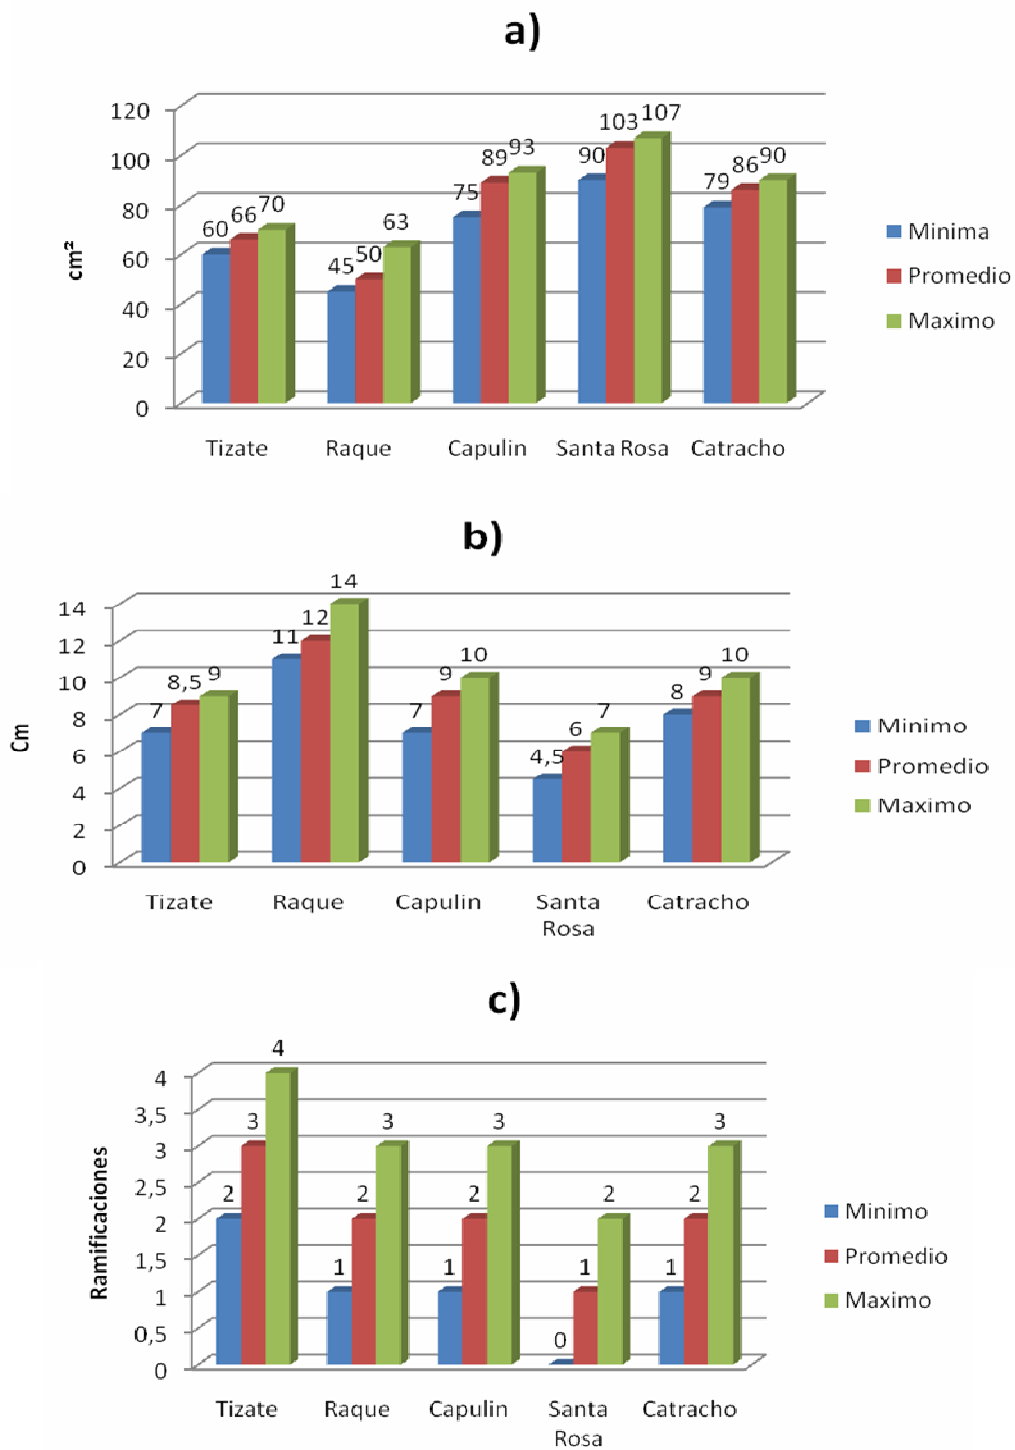 a)
120
100
80
60
40
20
0
cm²
60 66 70
45 50 63
75 89 93
90 103 107
79 86 90
Tizate Raque Capulin Santa Rosa Catracho
Minima
Promedio
Maximo
b)
14
12
10
8
6
4
2
0
Cm
7 8,5 9
11 12 14
7 9 10
4,5 6 7
8 9 10
Tizate Raque Capulin Santa Rosa Catracho
Minimo
Promedio
Maximo
c)
4
3,5
3
2,5
2
1,5
1
0,5
0
Ramificaciones
2 3 4
1 2 3
1 2 3
0 1 2
1 2 3
Tizate Raque Capulin Santa Rosa Catracho
Minimo
Promedio
Maximo